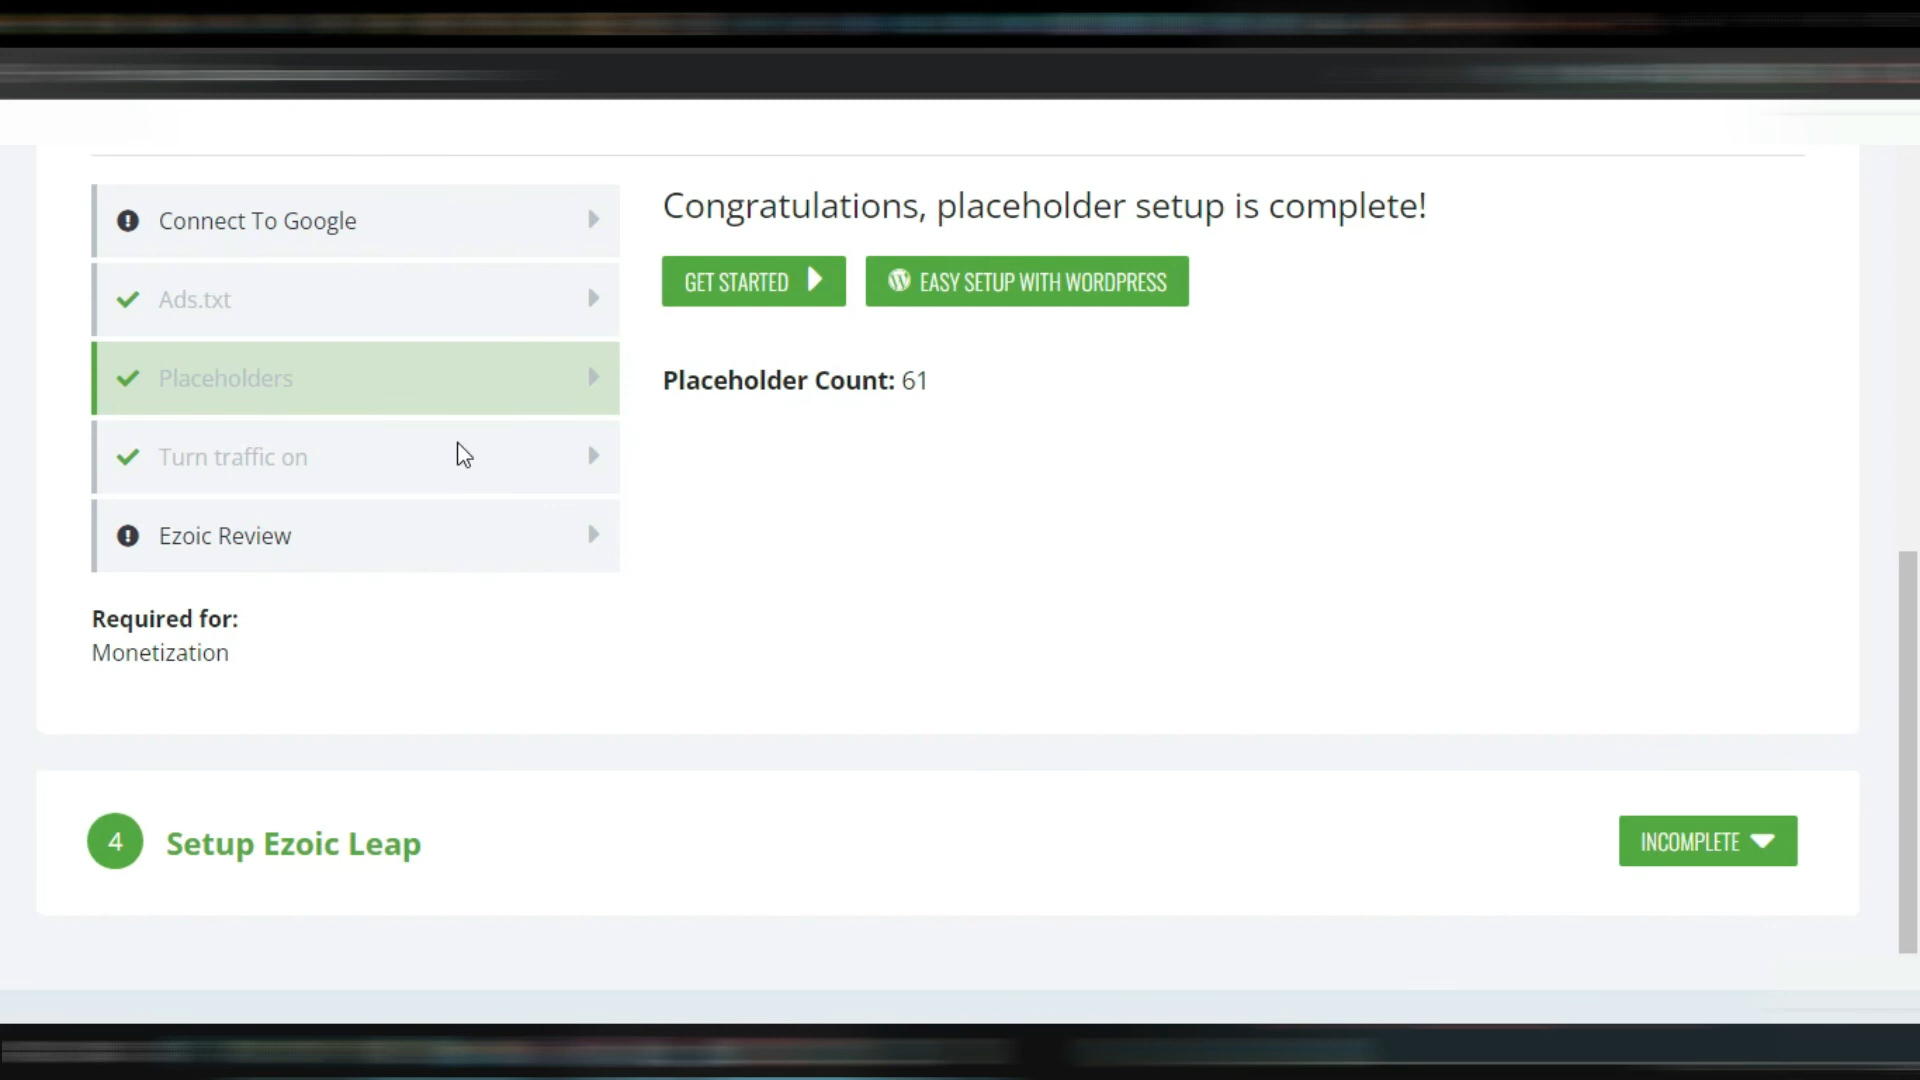 Connect To Google
Ads.txt
Placeholders
Turn traffic on
Ezoic Review
Required for:
Monetization
Congratulations, placeholder setup is complete!
GET STARTED
EASY SETUP WITH WORDPRESS
Placeholder Count: 61
4
Setup Ezoic Leap
INCOMPLETE